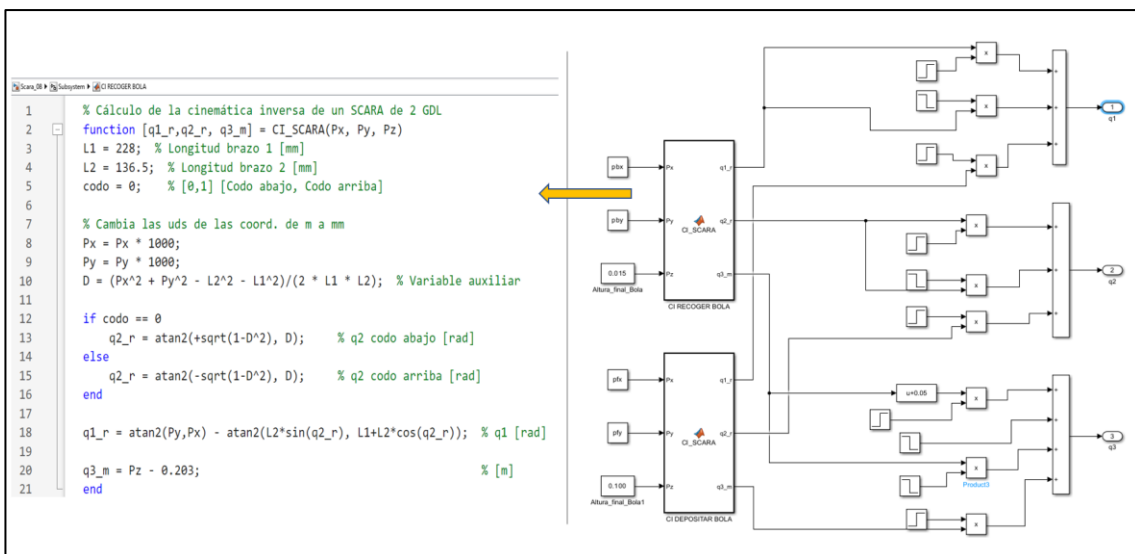 Scara_08 Subsystem CI RECOGER BOLA
1 % Cálculo de la cinemática inversa de un SCARA de 2 GDL
2 function [q1_r,q2_r, q3_m] = CI_SCARA(Px, Py, Pz)
3 L1 = 228; % Longitud brazo 1 [mm]
4 L2 = 136.5; % Longitud brazo 2 [mm]
5 codo = 0; % [0,1] [Codo abajo, Codo arriba]
6
7 % Cambia las uds de las coord. de m a mm
8 Px = Px * 1000;
9 Py = Py * 1000;
10 D = (Px^2 + Py^2 - L2^2 - L1^2)/(2 * L1 * L2); % Variable auxiliar
11
12 if codo == 0
13 q2_r = atan2(+sqrt(1-D^2), D); % q2 codo abajo [rad]
14 else
15 q2_r = atan2(-sqrt(1-D^2), D); % q2 codo arriba [rad]
16 end
17
18 q1_r = atan2(Py,Px) - atan2(L2*sin(q2_r), L1+L2*cos(q2_r)); % q1 [rad]
19
20 q3_m = Pz - 0.203; % [m]
21 end
pbx
Px
q1_r
pby
Py
CI_SCARA
q2_r
0.015
Pz
q3_m
Altura_final_Bola
CI RECOGER BOLA
pfx
Px
q1_r
pfy
Py
CI_SCARA
q2_r
0.100
Pz
q3_m
Altura_final_Bola1
CI DEPOSITAR BOLA
x
x
x
+
+
+
1
q1
x
x
x
+
+
+
2
q2
u+0.05
x
x
Product3
x
+
+
+
+
3
q3